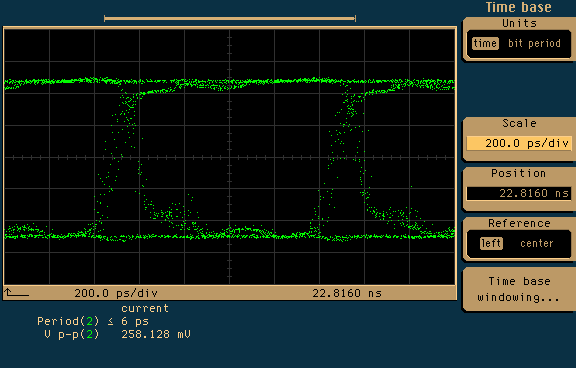 Time base
Units
time bit period
Scale
200.0 ps/div
Position
22.8160 ns
Reference
left center
Time base
windowing...
200.0 ps/div 22.8160 ns
current
Period(2) ≤ 6 ps
V p-p(2) 258.128 mV